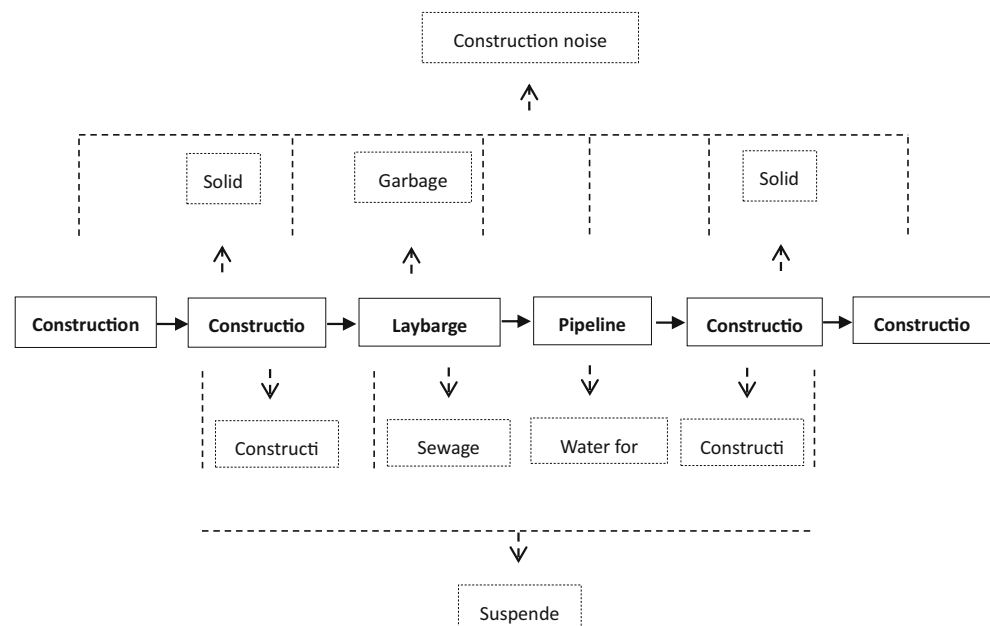 Construction noise
Solid
Garbage
Solid
Construction
Constructio
Laybarge
Pipeline
Constructio
Constructio
Constructi
Sewage
Water for
Constructi
Suspende